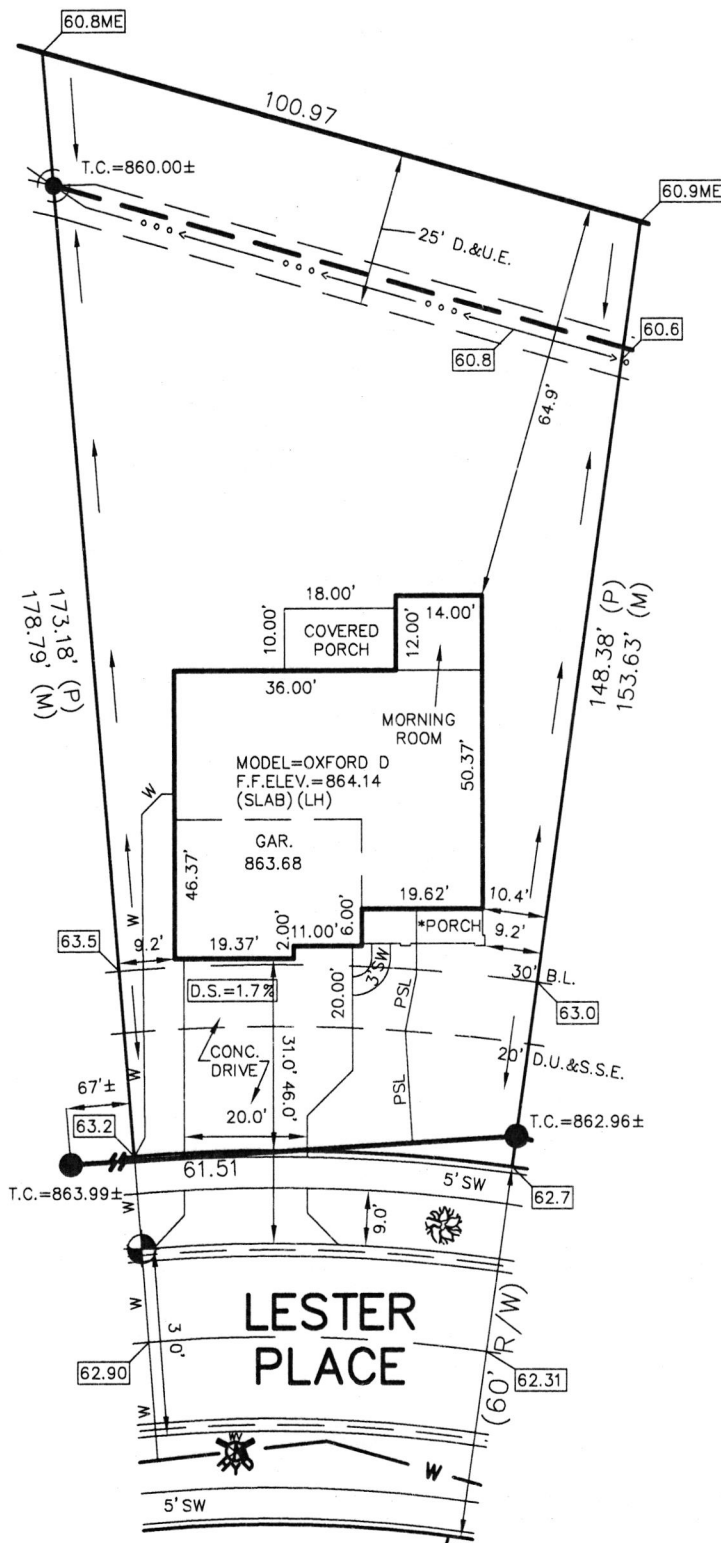 60.8ME
100.97
T.C.=860.00±
60.9ME
25' D.&U.E.
60.6
60.8
64.9'
18.00'
14.00'
10.00'
COVERED
PORCH
12.00'
173.18' (P)
178.79' (M)
148.38' (P)
153.63' (M)
36.00'
MORNING
ROOM
50.37'
MODEL=OXFORD D
F.F.ELEV.=864.14
(SLAB)(LH)
W
GAR.
863.68
46.37'
19.62'
10.4'
6.00'
*PORCH
11.00'
2.00'
W
9.2'
19.37'
9.2'
63.5
3'SW
30' B.L.
D.S.=1.7%
20.00'
PSL
63.0
CONC.
DRIVE
31.0'
46.0'
20' D.U.&S.S.E.
W
67'±
20.0'
PSL
63.2
T.C.=862.96±
61.51
T.C.=863.99±
5'SW
62.7
W
9.0'
LESTER
PLACE
W
3.0'
(60' R/W)
62.90
62.31
W
WV
W
5'SW